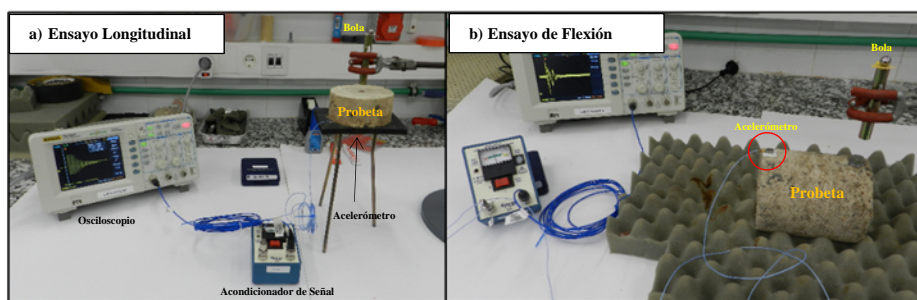 a) Ensayo Longitudinal
Bola
Probeta
Osciloscopio
Acelerómetro
Acondicionador de Señal
b) Ensayo de Flexión
Bola
Acelerómetro
Probeta